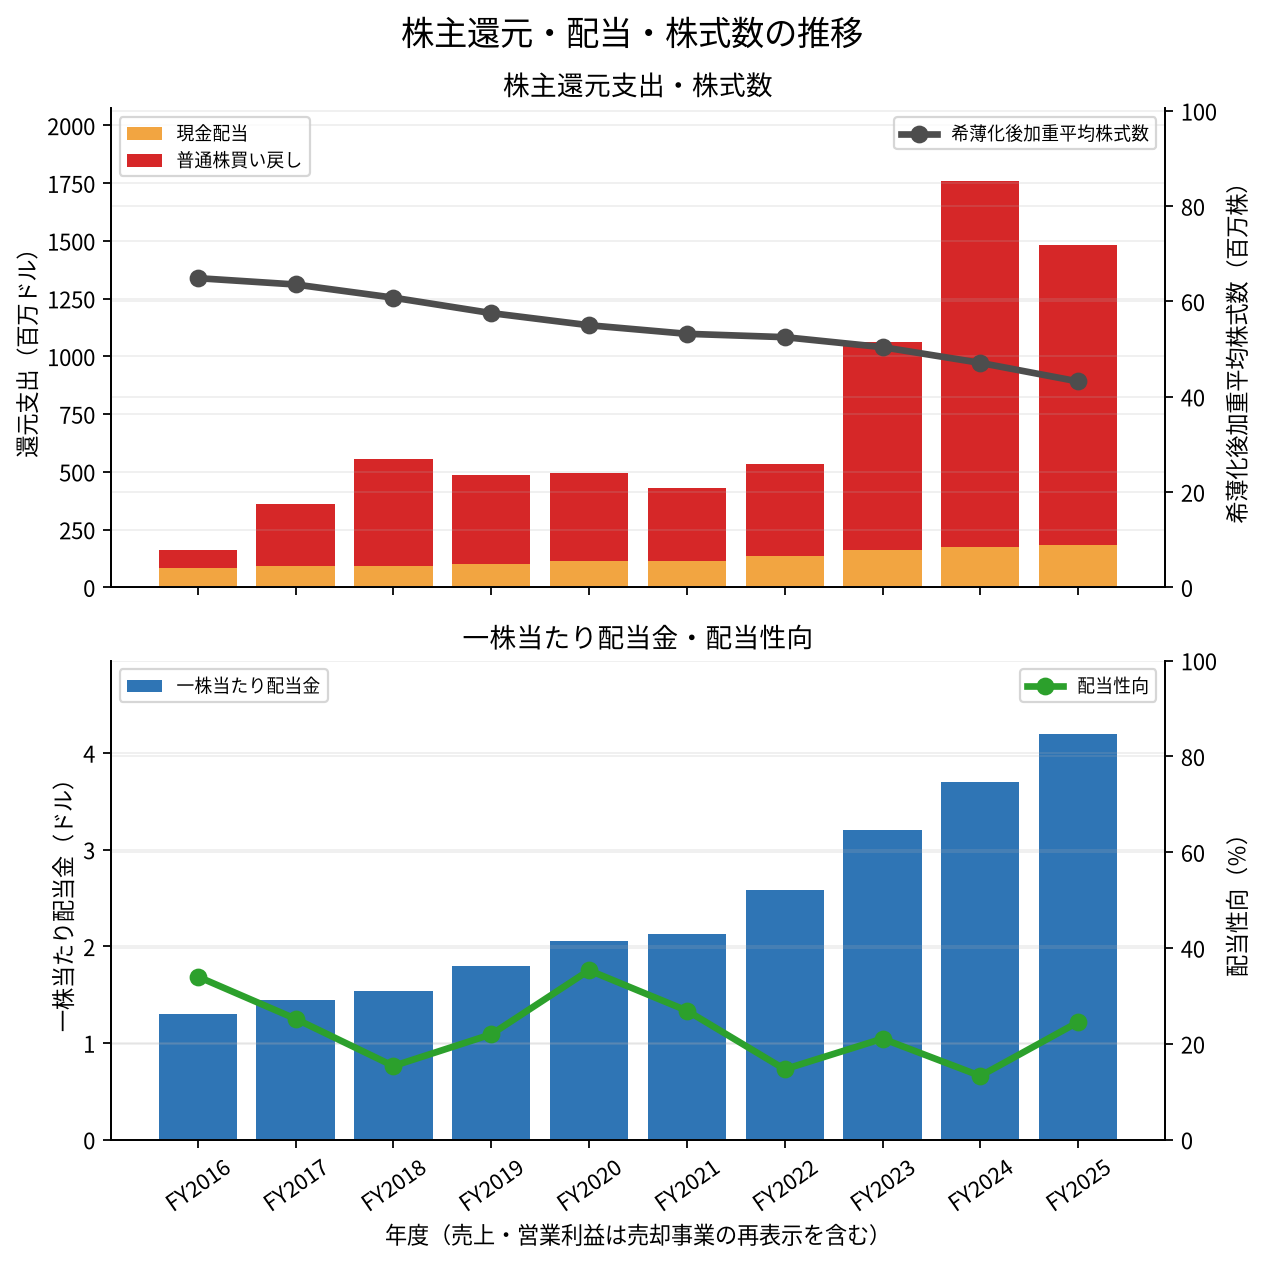 株主還元・配当・株式数の推移
株主還元支出・株式数
現金配当
普通株買い戻し
希薄化後加重平均株式数
還元支出（百万ドル）
2000
1750
1500
1250
1000
750
500
250
0
100
80
60
40
20
0
希薄化後加重平均株式数（百万株）
一株当たり配当金・配当性向
一株当たり配当金
配当性向
一株当たり配当金（ドル）
4
3
2
1
0
100
80
60
40
20
0
配当性向（%）
FY2016
FY2017
FY2018
FY2019
FY2020
FY2021
FY2022
FY2023
FY2024
FY2025
年度（売上・営業利益は売却事業の再表示を含む）